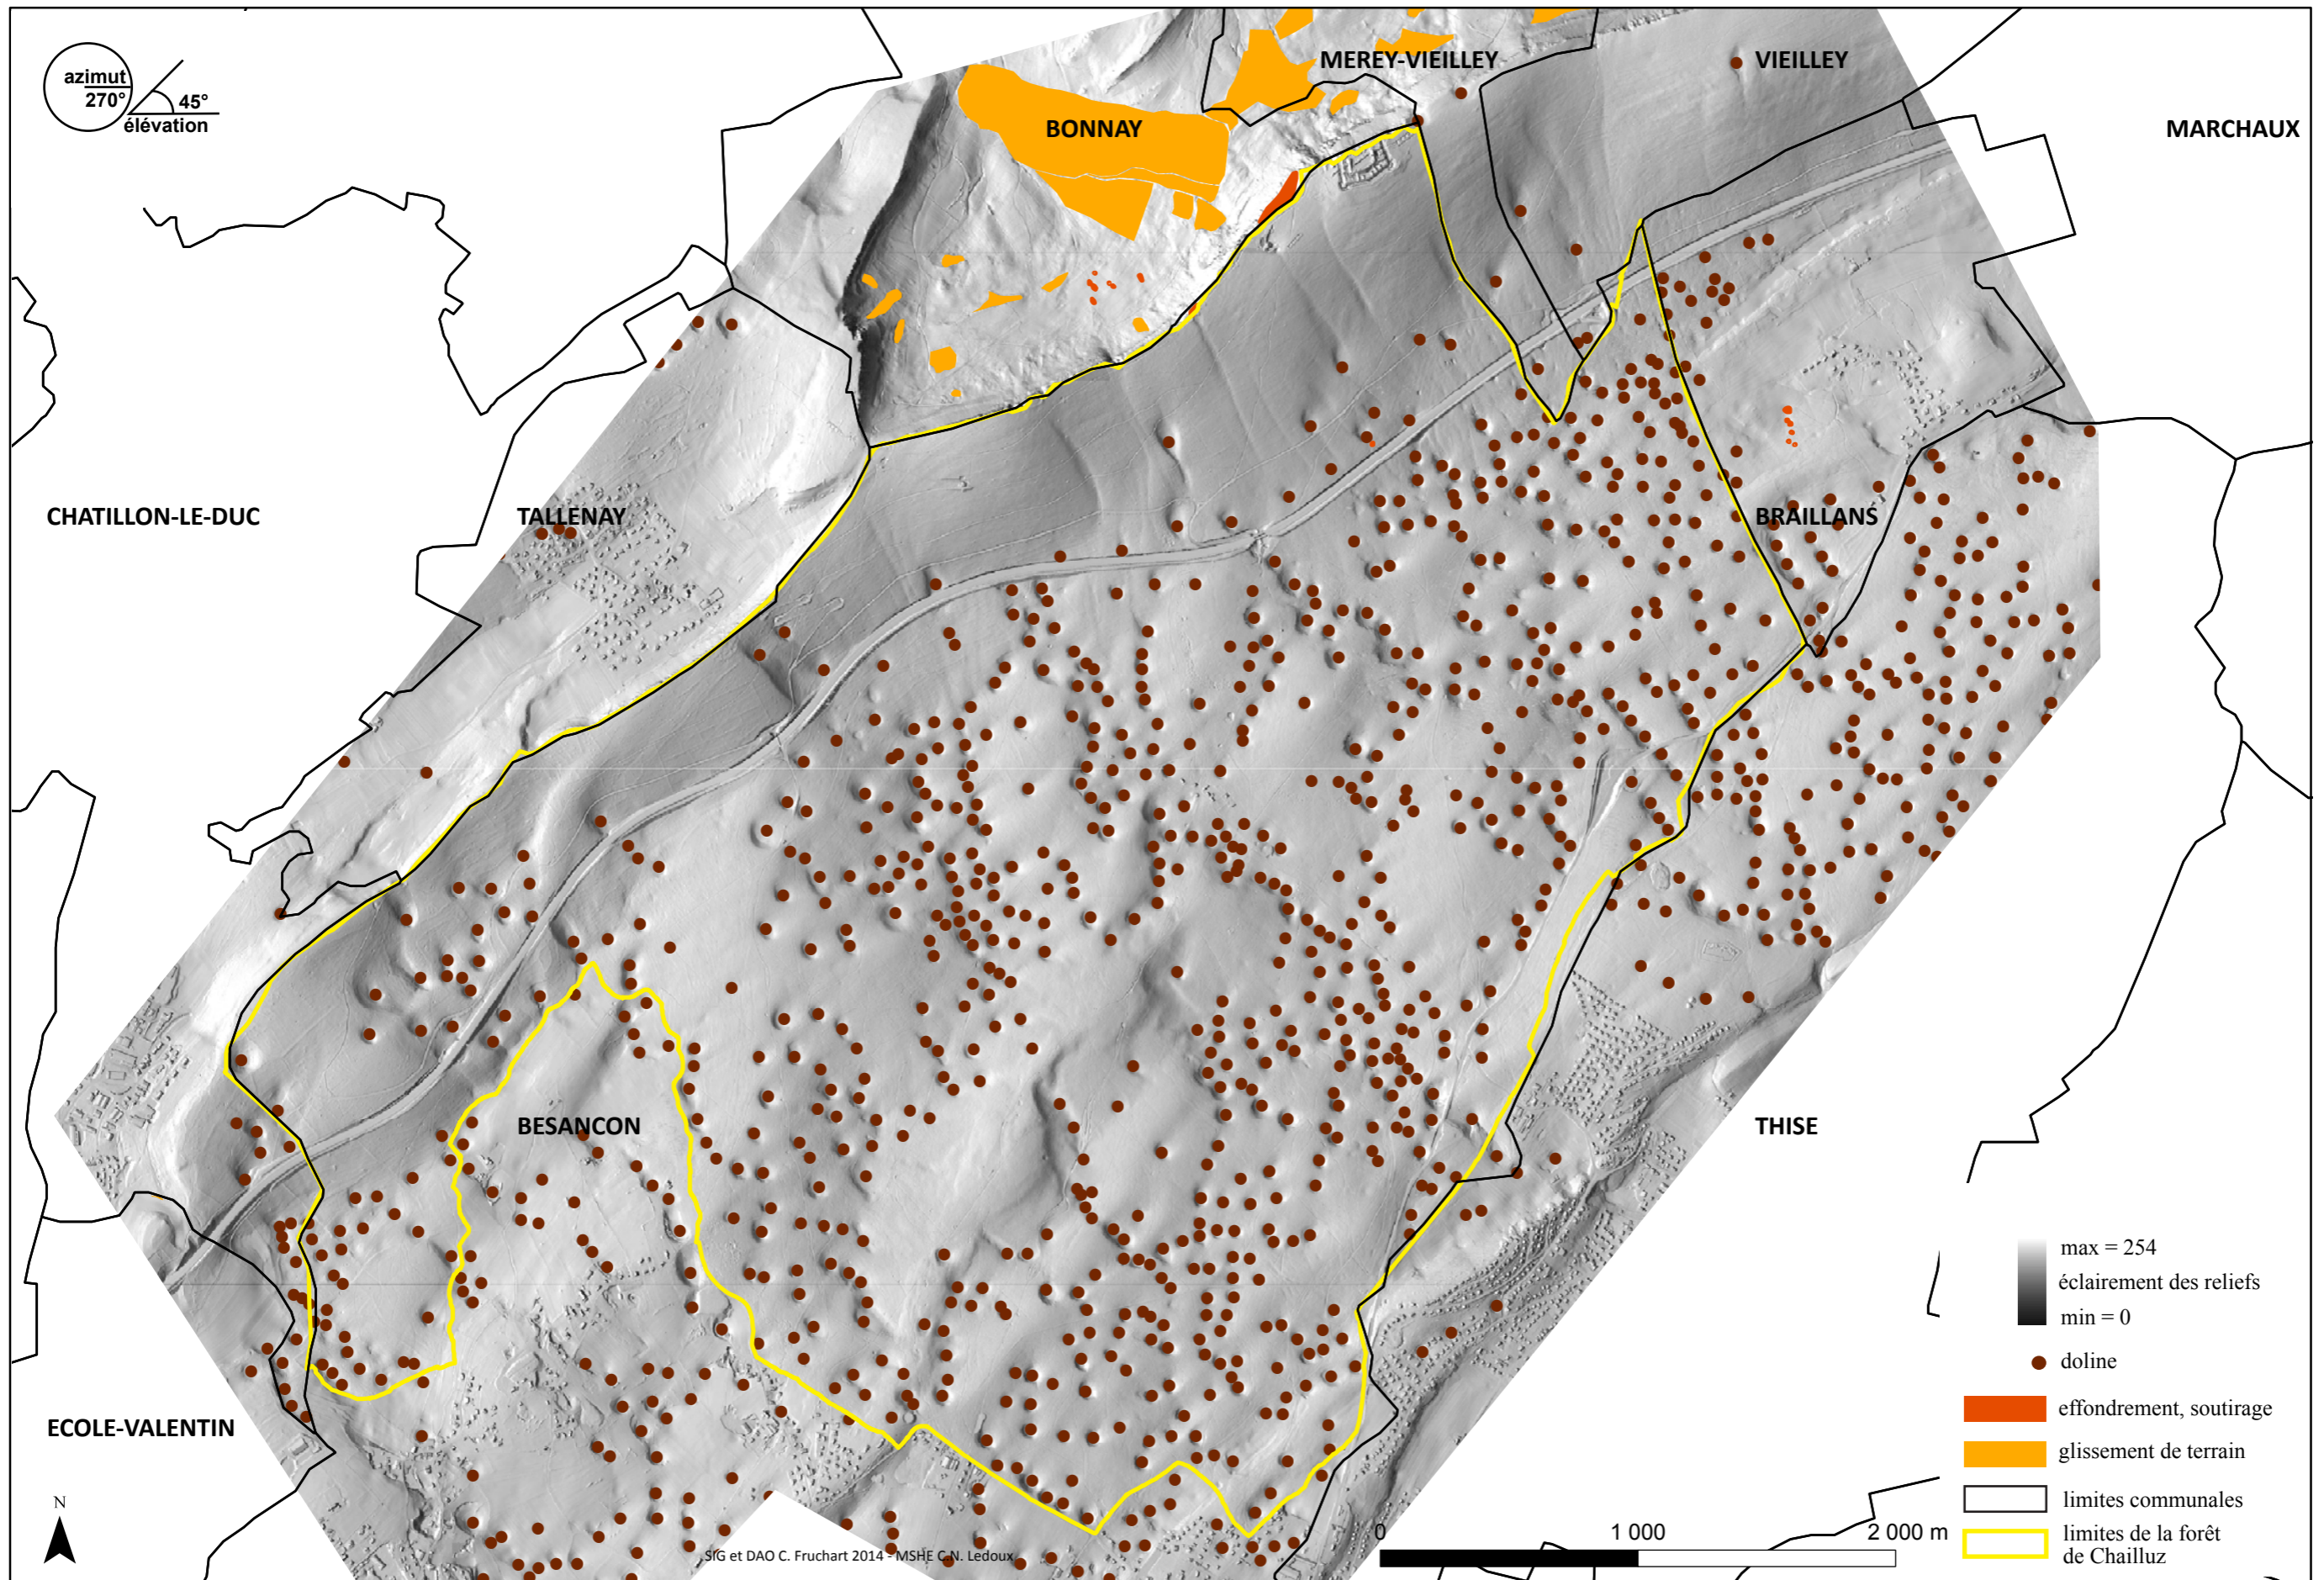 azimut
270°
45°
élévation
MEREY-VIEILLEY
VIEILLEY
BONNAY
MARCHAUX
CHATILLON-LE-DUC
TALLENAY
BRAILLANS
BESANCON
THISE
ECOLE-VALENTIN
max = 254
éclairement des reliefs
min = 0
doline
effondrement, soutirage
glissement de terrain
limites communales
limites de la forêt
de Chailluz
N
0 1 000 2 000 m
SIG et DAO C. Fruchart 2014 - MSHE C.N. Ledoux